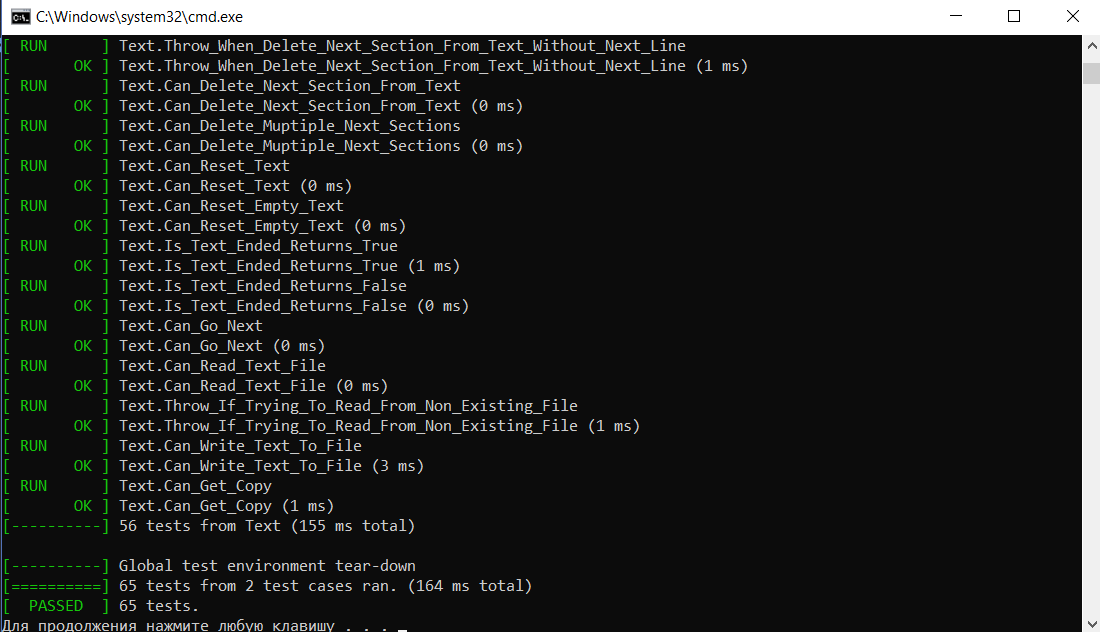 C:\Windows\system32\cmd.exe
[ RUN      ] Text.Throw_When_Delete_Next_Section_From_Text_Without_Next_Line
[       OK ] Text.Throw_When_Delete_Next_Section_From_Text_Without_Next_Line (1 ms)
[ RUN      ] Text.Can_Delete_Next_Section_From_Text
[       OK ] Text.Can_Delete_Next_Section_From_Text (0 ms)
[ RUN      ] Text.Can_Delete_Muptiple_Next_Sections
[       OK ] Text.Can_Delete_Muptiple_Next_Sections (0 ms)
[ RUN      ] Text.Can_Reset_Text
[       OK ] Text.Can_Reset_Text (0 ms)
[ RUN      ] Text.Can_Reset_Empty_Text
[       OK ] Text.Can_Reset_Empty_Text (0 ms)
[ RUN      ] Text.Is_Text_Ended_Returns_True
[       OK ] Text.Is_Text_Ended_Returns_True (1 ms)
[ RUN      ] Text.Is_Text_Ended_Returns_False
[       OK ] Text.Is_Text_Ended_Returns_False (0 ms)
[ RUN      ] Text.Can_Go_Next
[       OK ] Text.Can_Go_Next (0 ms)
[ RUN      ] Text.Can_Read_Text_File
[       OK ] Text.Can_Read_Text_File (0 ms)
[ RUN      ] Text.Throw_If_Trying_To_Read_From_Non_Existing_File
[       OK ] Text.Throw_If_Trying_To_Read_From_Non_Existing_File (1 ms)
[ RUN      ] Text.Can_Write_Text_To_File
[       OK ] Text.Can_Write_Text_To_File (3 ms)
[ RUN      ] Text.Can_Get_Copy
[       OK ] Text.Can_Get_Copy (1 ms)
[----------] 56 tests from Text (155 ms total)
[----------] Global test environment tear-down
[==========] 65 tests from 2 test cases ran. (164 ms total)
[  PASSED  ] 65 tests.
Для продолжения нажмите любую клавишу . . .